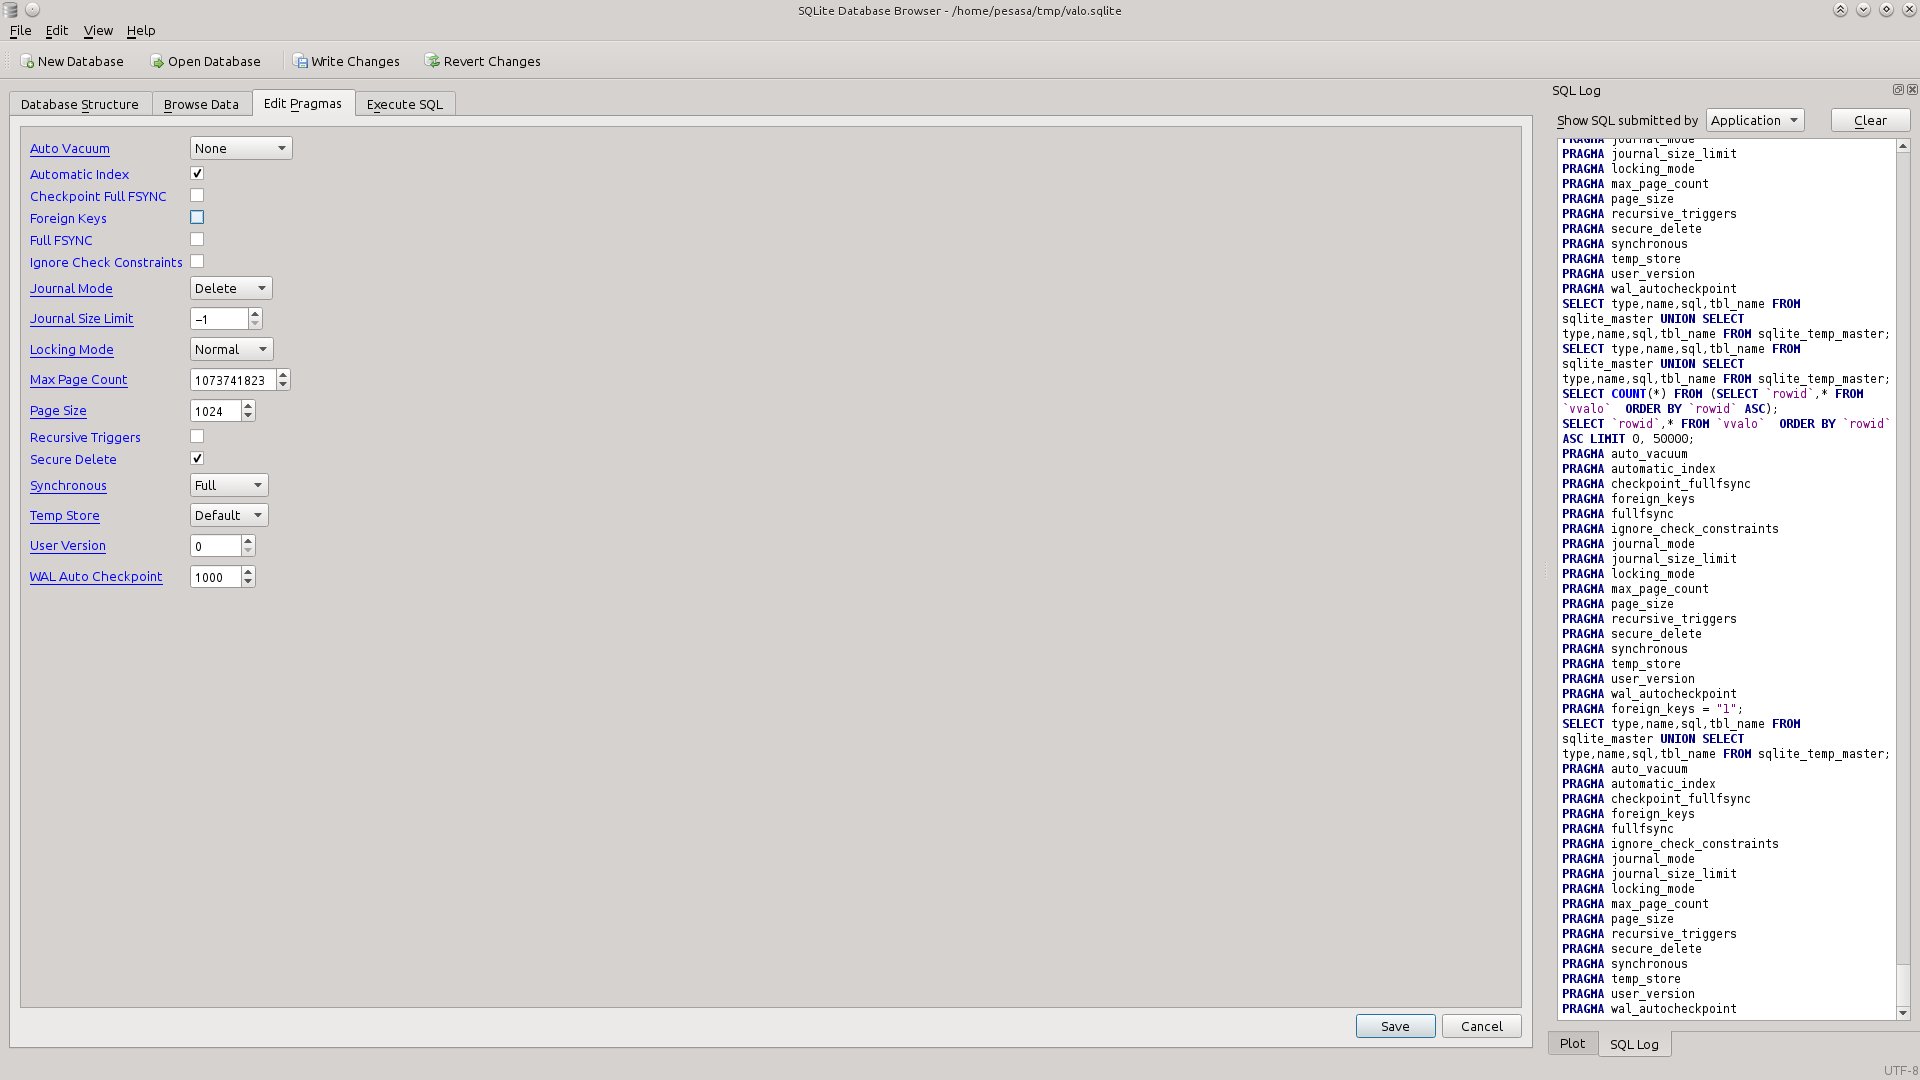 SQLite Database Browser - /home/pesasa/tmp/valo.sqlite
File Edit View Help
New Database Open Database Write Changes Revert Changes
Database Structure Browse Data Edit Pragmas Execute SQL
Auto Vacuum None
Automatic Index
Checkpoint Full FSYNC
Foreign Keys
Full FSYNC
Ignore Check Constraints
Journal Mode Delete
Journal Size Limit −1
Locking Mode Normal
Max Page Count 1073741823
Page Size 1024
Recursive Triggers
Secure Delete
Synchronous Full
Temp Store Default
User Version 0
WAL Auto Checkpoint 1000
Save Cancel
SQL Log
Show SQL submitted by Application Clear
PRAGMA journal_mode
PRAGMA journal_size_limit
PRAGMA locking_mode
PRAGMA max_page_count
PRAGMA page_size
PRAGMA recursive_triggers
PRAGMA secure_delete
PRAGMA synchronous
PRAGMA temp_store
PRAGMA user_version
PRAGMA wal_autocheckpoint
SELECT type,name,sql,tbl_name FROM
sqlite_master UNION SELECT
type,name,sql,tbl_name FROM sqlite_temp_master;
SELECT type,name,sql,tbl_name FROM
sqlite_master UNION SELECT
type,name,sql,tbl_name FROM sqlite_temp_master;
SELECT COUNT(*) FROM (SELECT `rowid`,* FROM
`vvalo`  ORDER BY `rowid` ASC);
SELECT `rowid`,* FROM `vvalo`  ORDER BY `rowid`
ASC LIMIT 0, 50000;
PRAGMA auto_vacuum
PRAGMA automatic_index
PRAGMA checkpoint_fullfsync
PRAGMA foreign_keys
PRAGMA fullfsync
PRAGMA ignore_check_constraints
PRAGMA journal_mode
PRAGMA journal_size_limit
PRAGMA locking_mode
PRAGMA max_page_count
PRAGMA page_size
PRAGMA recursive_triggers
PRAGMA secure_delete
PRAGMA synchronous
PRAGMA temp_store
PRAGMA user_version
PRAGMA wal_autocheckpoint
PRAGMA foreign_keys = "1";
SELECT type,name,sql,tbl_name FROM
sqlite_master UNION SELECT
type,name,sql,tbl_name FROM sqlite_temp_master;
PRAGMA auto_vacuum
PRAGMA automatic_index
PRAGMA checkpoint_fullfsync
PRAGMA foreign_keys
PRAGMA fullfsync
PRAGMA ignore_check_constraints
PRAGMA journal_mode
PRAGMA journal_size_limit
PRAGMA locking_mode
PRAGMA max_page_count
PRAGMA page_size
PRAGMA recursive_triggers
PRAGMA secure_delete
PRAGMA synchronous
PRAGMA temp_store
PRAGMA user_version
PRAGMA wal_autocheckpoint
Plot SQL Log
UTF-8